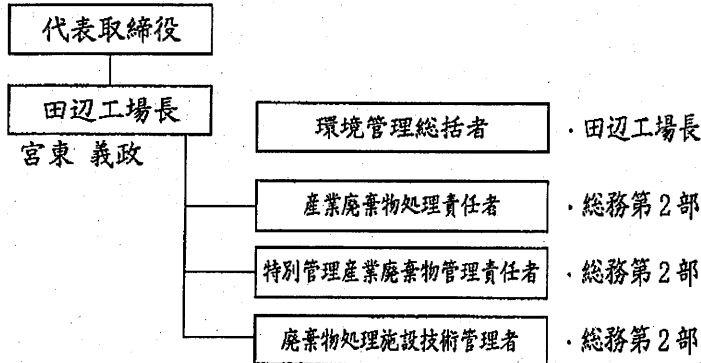 代表取締役
田辺工場長
宮東 義政
環境管理総括者 ・田辺工場長
産業廃棄物処理責任者 ・総務第2部
特別管理産業廃棄物管理責任者 ・総務第2部
廃棄物処理施設技術管理者 ・総務第2部